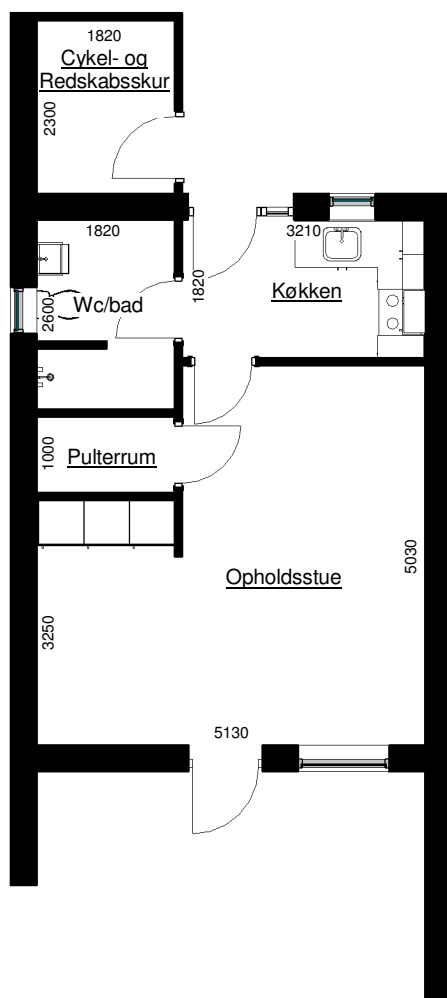 1820
Cykel- og
Redskabsskur
2300
1820
3210
1820
Køkken
2600
Wc/bad
1000
Pulterrum
Opholdsstue
5030
3250
5130